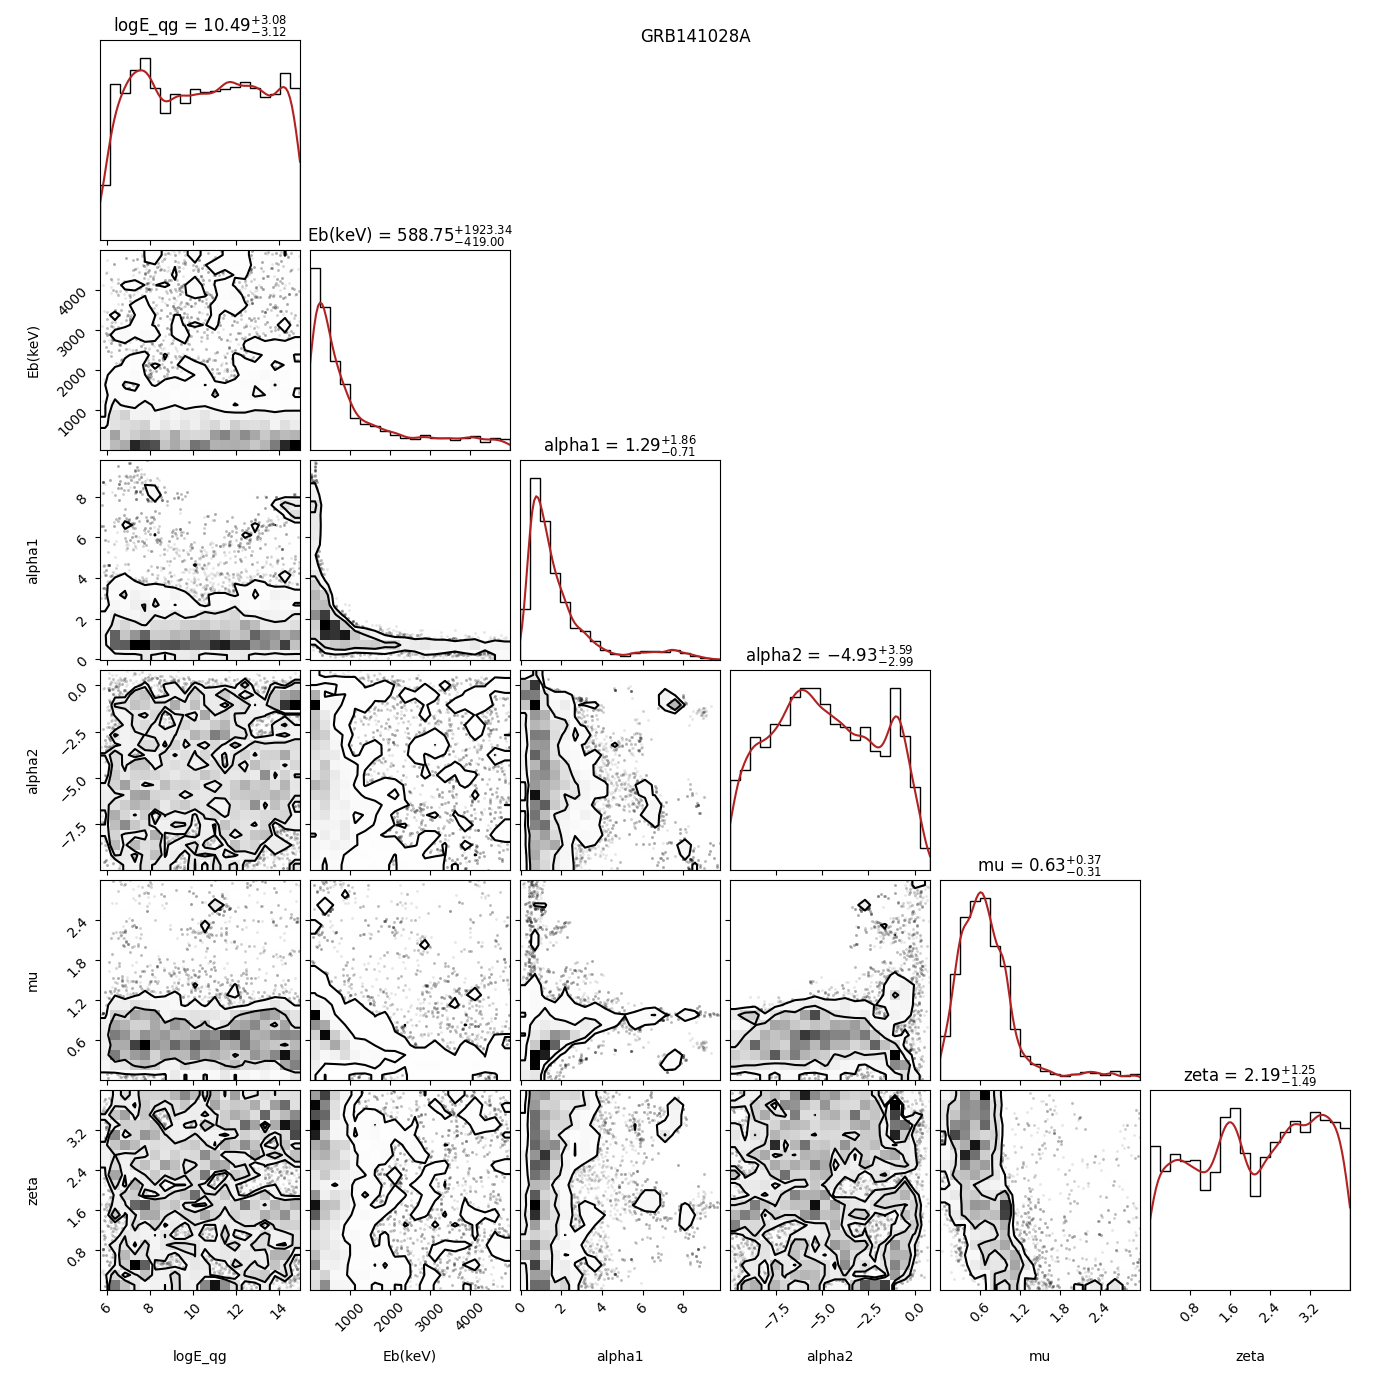 GRB141028A
logE_qg = 10.49+3.08−3.12
Eb(keV) = 588.75+1923.34−419.00
alpha1 = 1.29+1.86−0.71
alpha2 = −4.93+3.59−2.99
mu = 0.63+0.37−0.31
zeta = 2.19+1.25−1.49
Eb(keV)
4000
3000
2000
1000
alpha1
8
6
4
2
0
alpha2
0.0
−2.5
−5.0
−7.5
mu
2.4
1.8
1.2
0.6
zeta
3.2
2.4
1.6
0.8
6 8 10 12 14
1000 2000 3000 4000
0 2 4 6 8
−7.5 −5.0 −2.5 0.0
0.6 1.2 1.8 2.4
0.8 1.6 2.4 3.2
logE_qg
Eb(keV)
alpha1
alpha2
mu
zeta